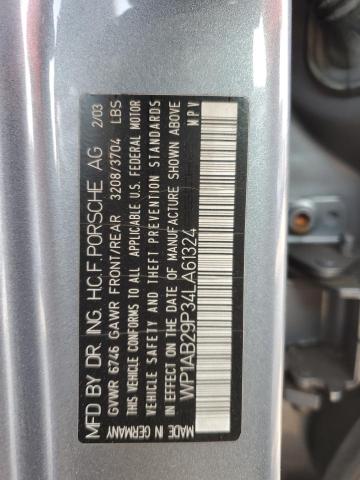 MFD BY DR. ING. H.C.F. PORSCHE AG 2/03
GVWR 6746 GAWR FRONT/REAR 3208/3704 LBS
THIS VEHICLE CONFORMS TO ALL APPLICABLE U.S. FEDERAL MOTOR
VEHICLE SAFETY AND THEFT PREVENTION STANDARDS
IN EFFECT ON THE DATE OF MANUFACTURE SHOWN ABOVE
WP1AB29P34LA61324 MPV
MADE IN GERMANY